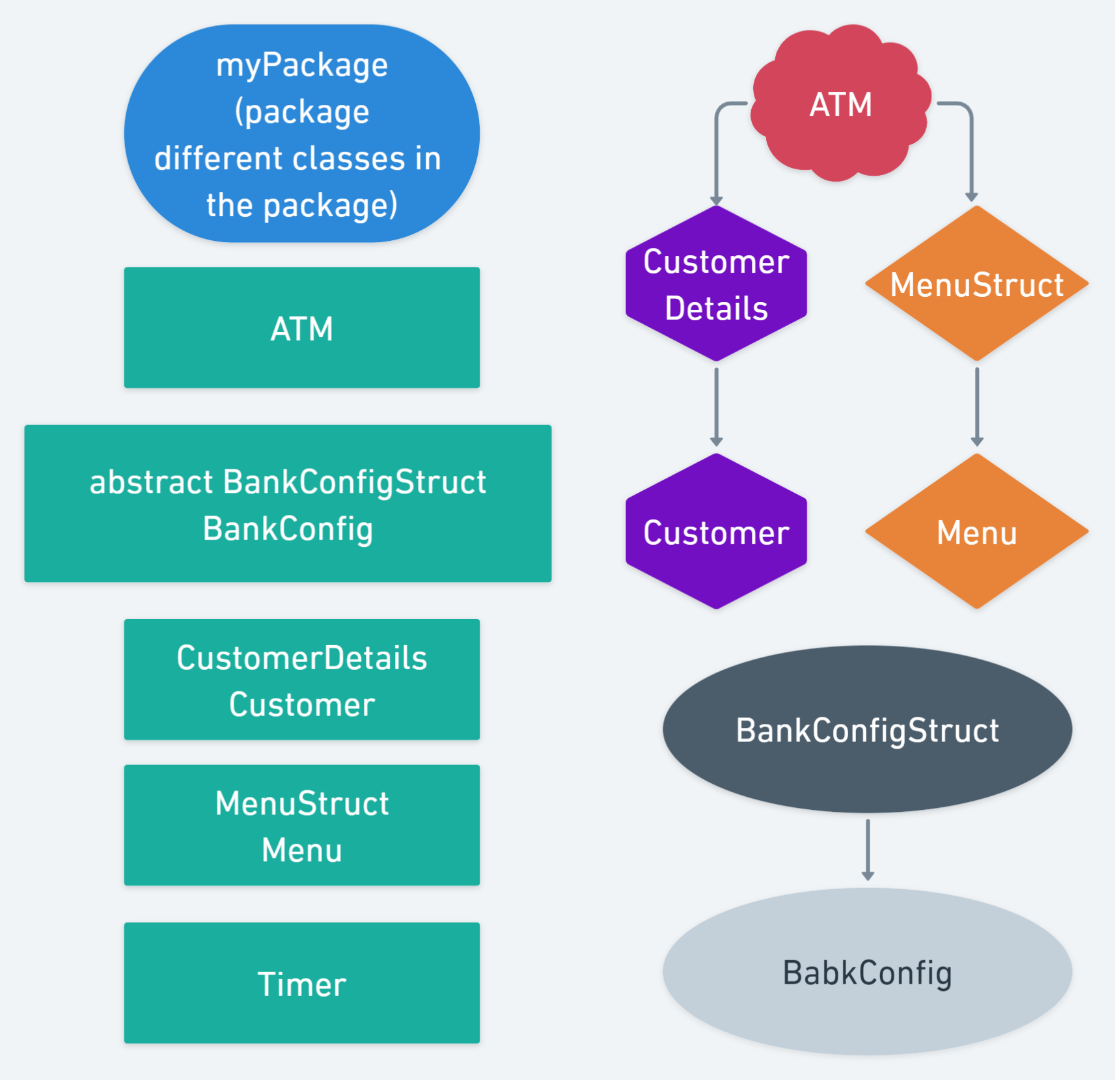 myPackage
(package
different classes in
the package)
ATM
abstract BankConfigStruct
BankConfig
CustomerDetails
Customer
MenuStruct
Menu
Timer
ATM
Customer
Details
MenuStruct
Customer
Menu
BankConfigStruct
BabkConfig